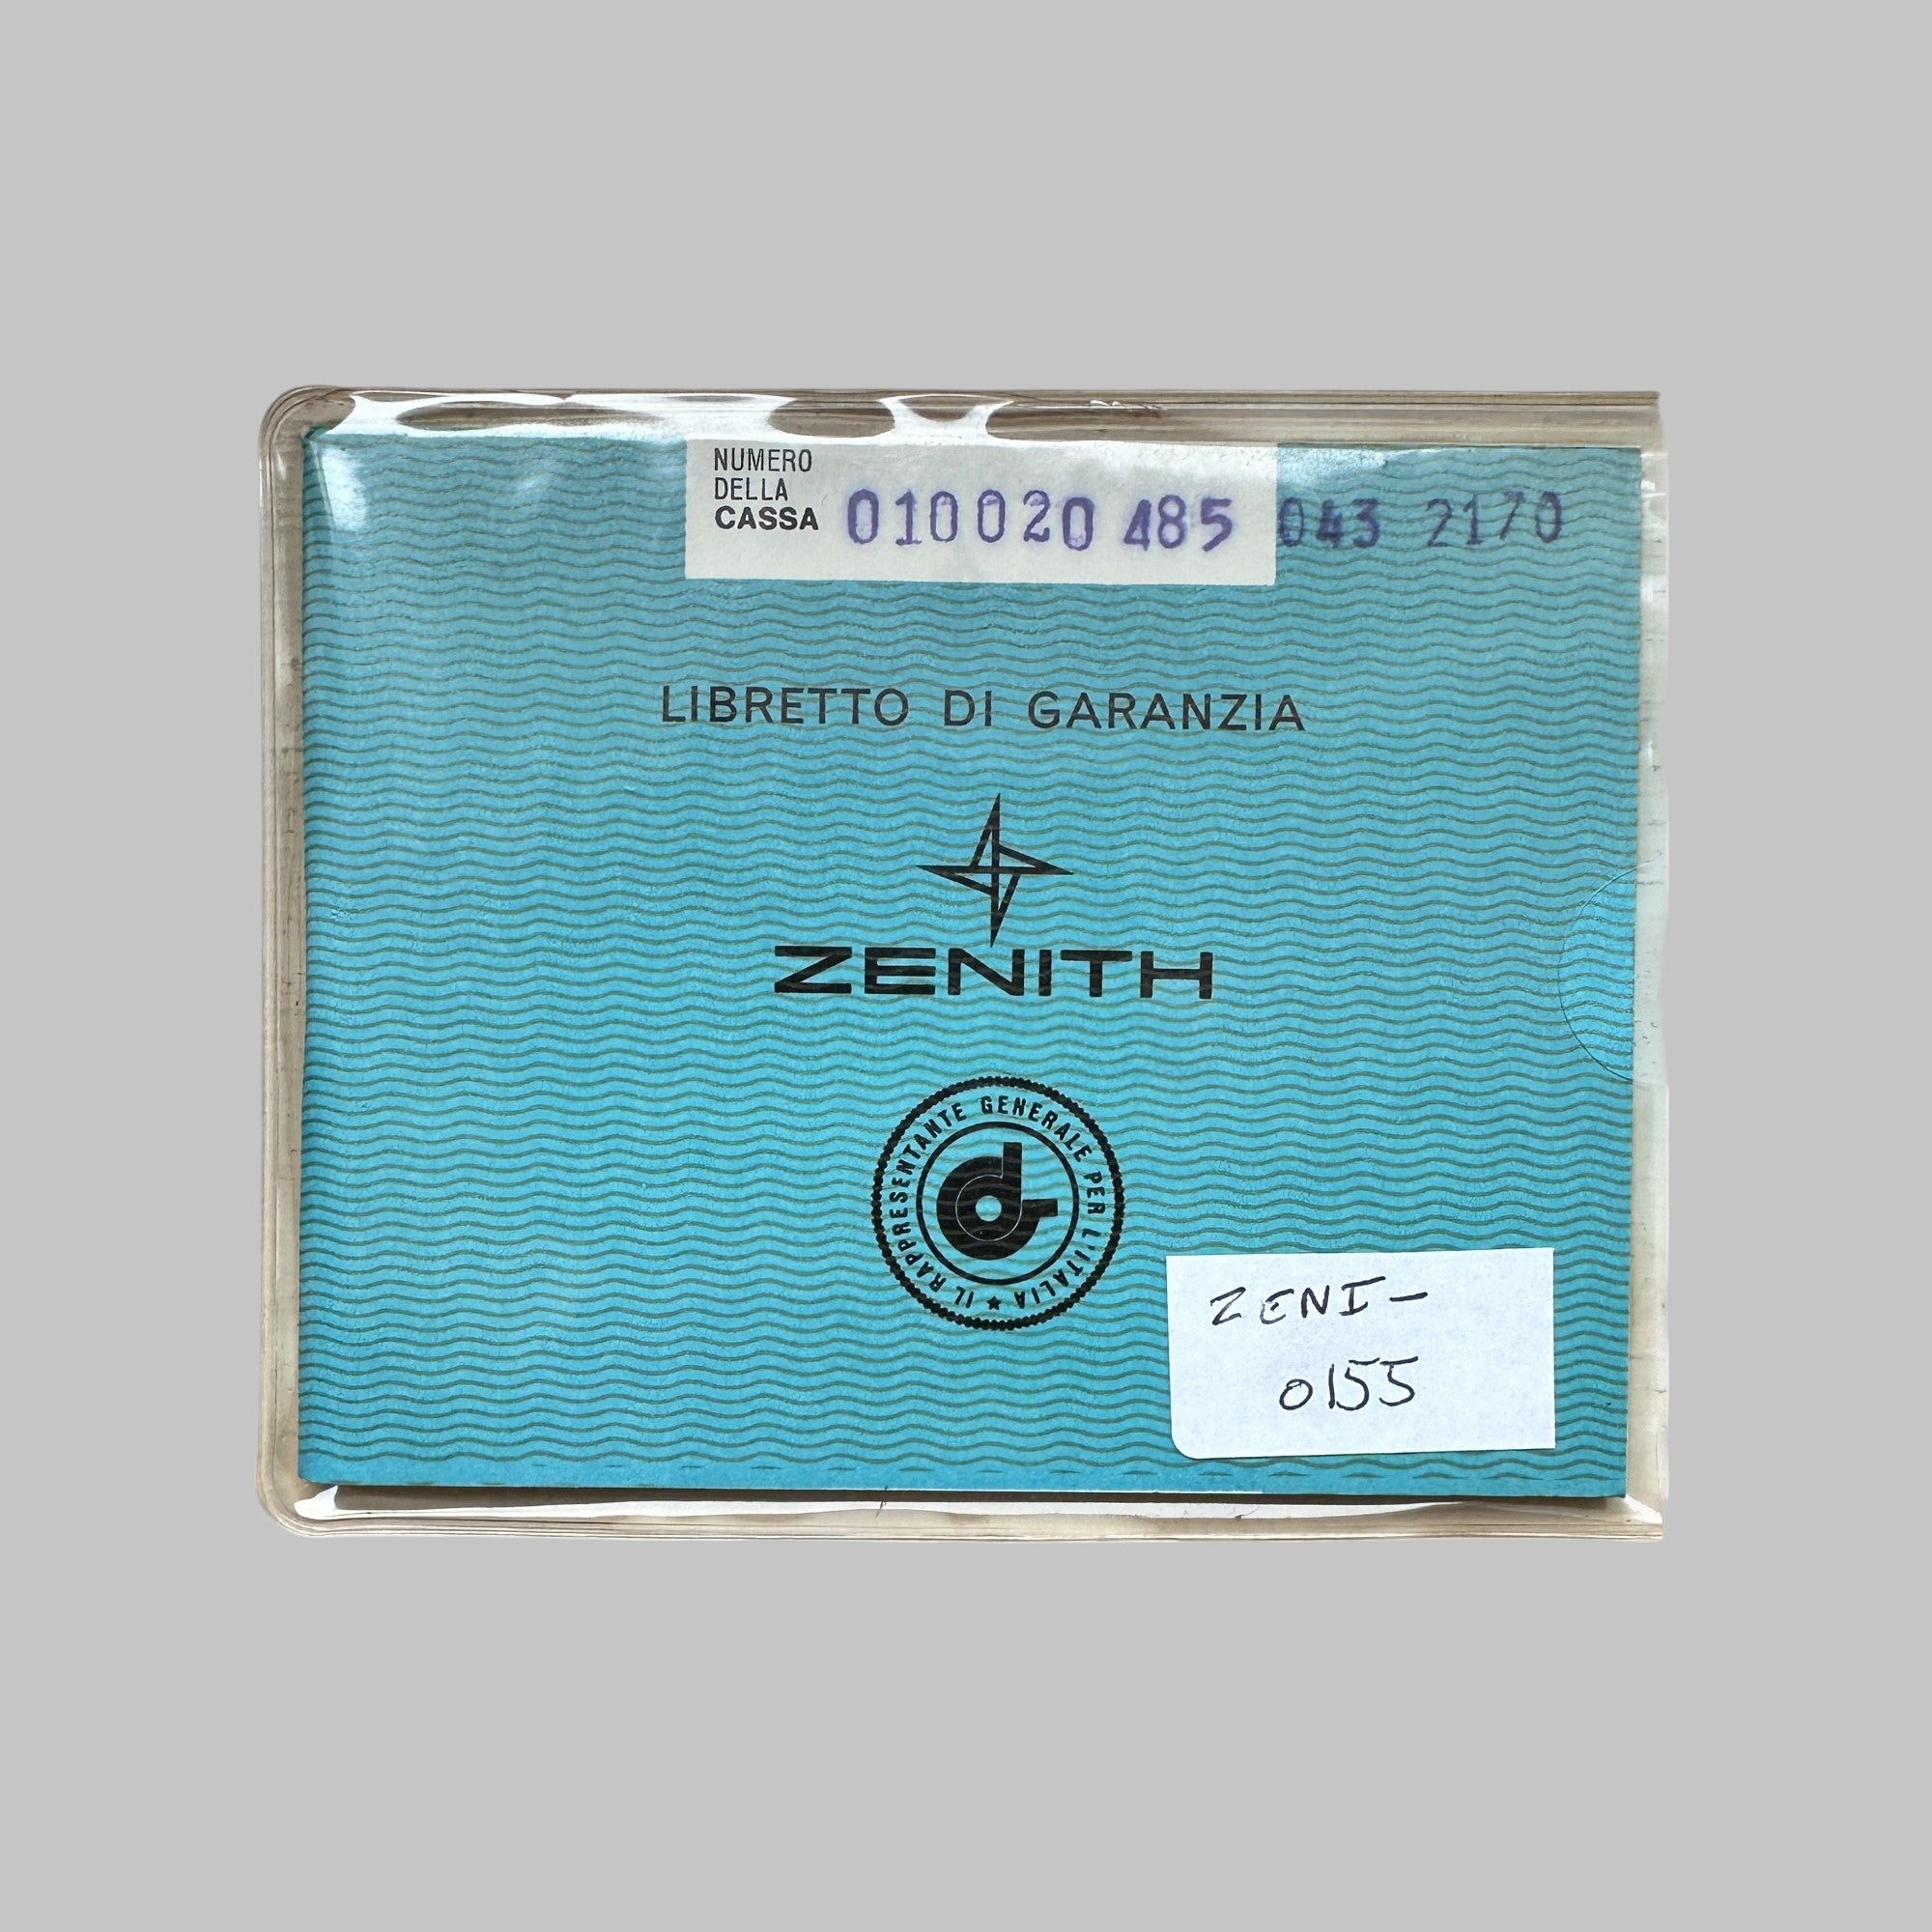 NUMERO
DELLA
CASSA 010020 485 043 2170
LIBRETTO DI GARANZIA
ZENITH
IL RAPPRESENTANTE GENERALE PER L'ITALIA ★
d
ZENI-
0155